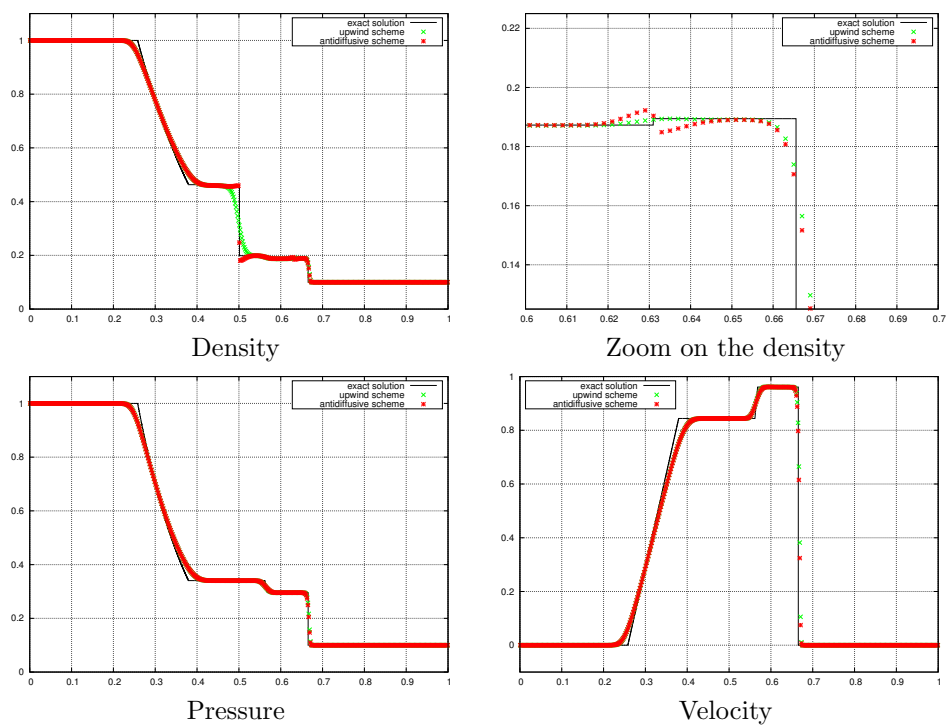 exact solution
upwind scheme
antidiffusive scheme
1
0.8
0.6
0.4
0.2
0
0 0.1 0.2 0.3 0.4 0.5 0.6 0.7 0.8 0.9 1
Density
exact solution
upwind scheme
antidiffusive scheme
0.22
0.2
0.18
0.16
0.14
0.6 0.61 0.62 0.63 0.64 0.65 0.66 0.67 0.68 0.69 0.7
Zoom on the density
exact solution
upwind scheme
antidiffusive scheme
1
0.8
0.6
0.4
0.2
0
0 0.1 0.2 0.3 0.4 0.5 0.6 0.7 0.8 0.9 1
Pressure
exact solution
upwind scheme
antidiffusive scheme
1
0.8
0.6
0.4
0.2
0
0 0.1 0.2 0.3 0.4 0.5 0.6 0.7 0.8 0.9 1
Velocity